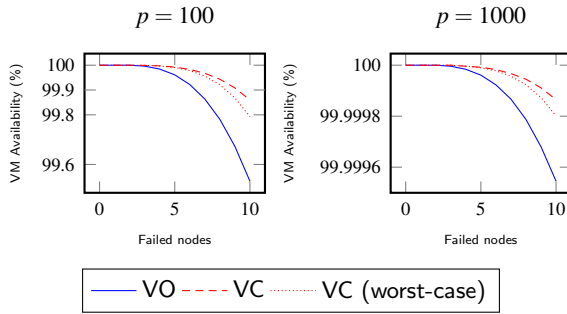 p = 100
p = 1000
VM Availability (%)
100
99.9
99.8
99.6
0
5
10
Failed nodes
VM Availability (%)
100
99.9998
99.9996
0
5
10
Failed nodes
VO VC VC (worst-case)